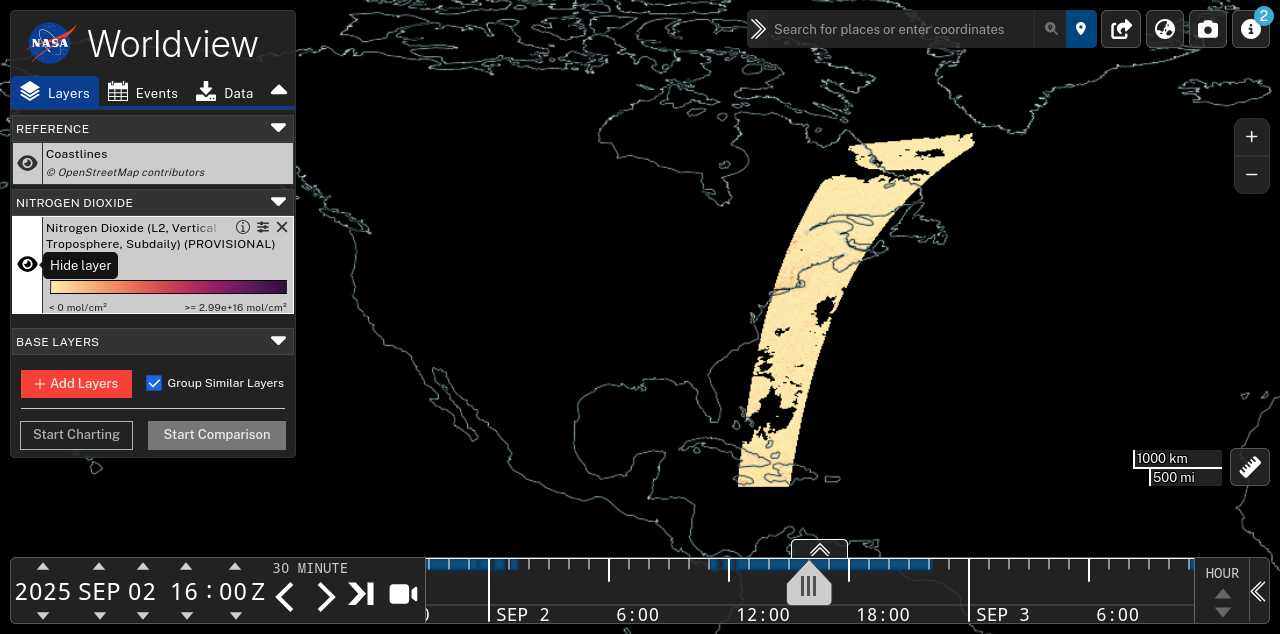 NASA
Worldview
Search for places or enter coordinates
2
Layers
Events
Data
REFERENCE
Coastlines
© OpenStreetMap contributors
NITROGEN DIOXIDE
Nitrogen Dioxide (L2, Vertical
Troposphere, Subdaily) (PROVISIONAL)
Hide layer
< 0 mol/cm²
>= 2.99e+16 mol/cm²
BASE LAYERS
+ Add Layers
Group Similar Layers
Start Charting
Start Comparison
+
−
1000 km
500 mi
2025 SEP 02 16:00Z
30 MINUTE
SEP 2
6:00
12:00
18:00
SEP 3
6:00
HOUR